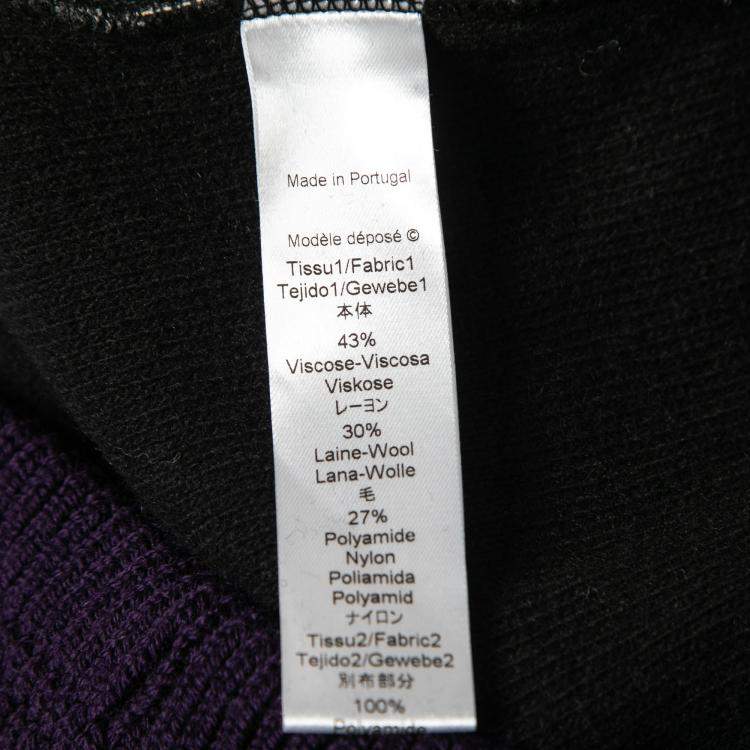 Made in Portugal
Modèle déposé ©
Tissu1/Fabric1
Tejido1/Gewebe1
本体
43%
Viscose-Viscosa
Viskose
レーヨン
30%
Laine-Wool
Lana-Wolle
毛
27%
Polyamide
Nylon
Poliamida
Polyamid
ナイロン
Tissu2/Fabric2
Tejido2/Gewebe2
別布部分
100%
Polyamide